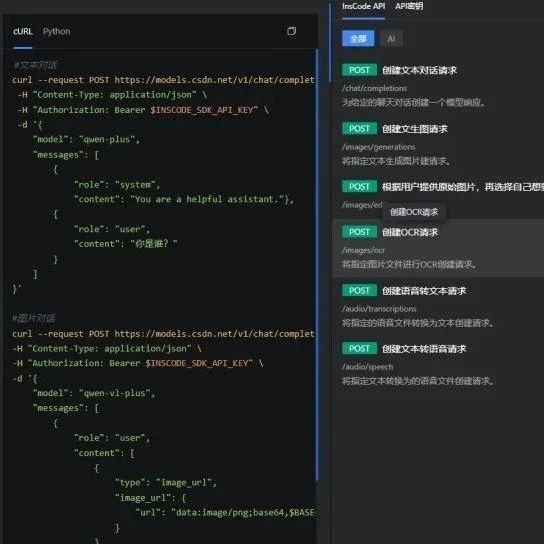 cURL Python
#文本对话
curl --request POST https://models.csdn.net/v1/chat/complet
-H "Content-Type: application/json" \
-H "Authorization: Bearer $INSCODE_SDK_API_KEY" \
-d '{
"model": "qwen-plus",
"messages": [
{
"role": "system",
"content": "You are a helpful assistant."},
{
"role": "user",
"content": "你是谁? "
}
]
}'
#图片对话
curl --request POST https://models.csdn.net/v1/chat/complet
-H "Content-Type: application/json" \
-H "Authorization: Bearer $INSCODE_SDK_API_KEY" \
-d '{
"model": "qwen-vl-plus",
"messages": [
{
"role": "user",
"content": [
{
"type": "image_url",
"image_url": {
"url": "data:image/png;base64,$BASE
}
InsCode API API密钥
全部 AI
POST 创建文本对话请求
/chat/completions
为给定的聊天对话创建一个模型响应。
POST 创建文生图请求
/images/generations
将指定文本生成图片建请求。
POST 根据用户提供原始图片，再选择自己想要
/images/ed
创建OCR请求
POST 创建OCR请求
/images/ocr
将指定图片文件进行OCR创建请求。
POST 创建语音转文本请求
/audio/transcriptions
将指定的语音文件转换为文本创建请求。
POST 创建文本转语音请求
/audio/speech
将指定文本转换为的语音文件创建请求。